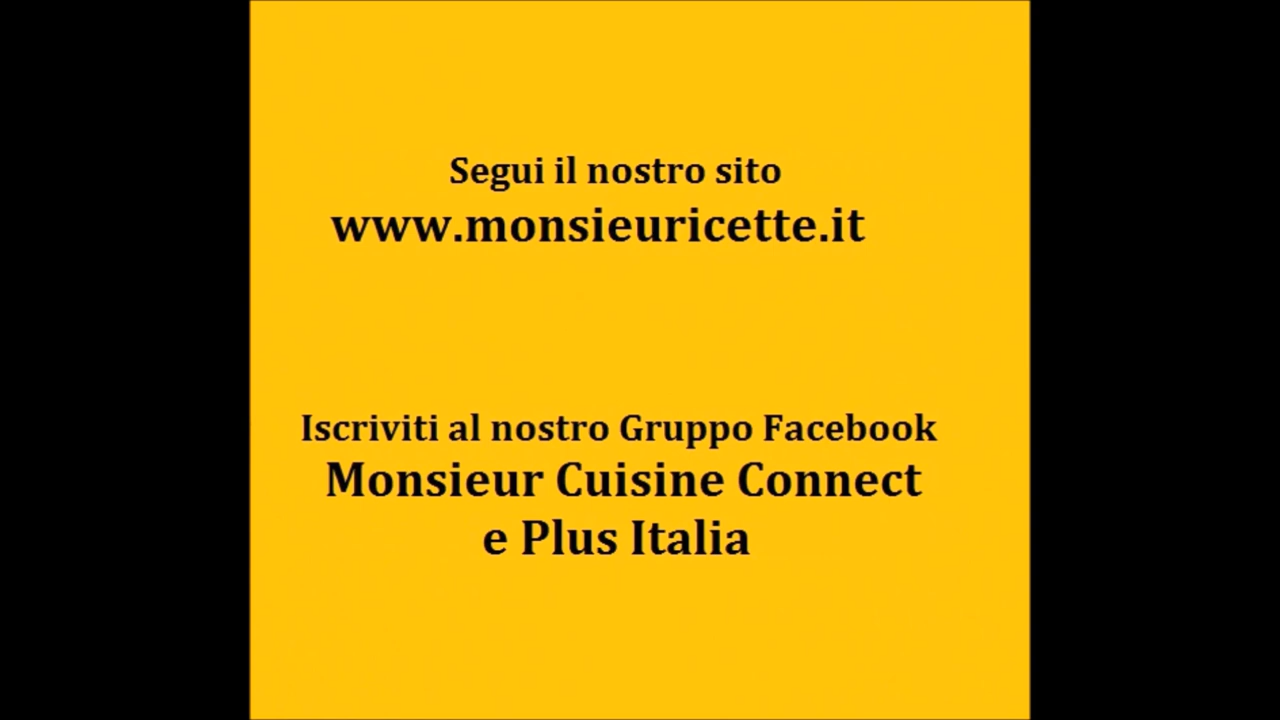 Segui il nostro sito
www.monsieuricette.it
Iscriviti al nostro Gruppo Facebook
Monsieur Cuisine Connect
e Plus Italia